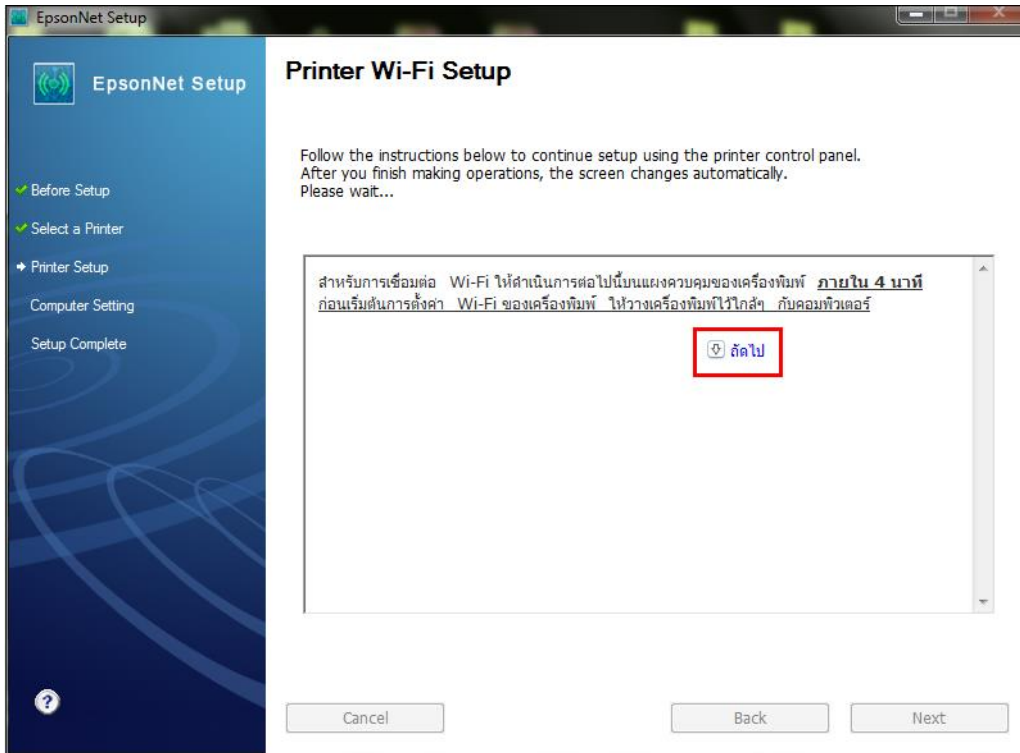 EpsonNet Setup
EpsonNet Setup
Before Setup
Select a Printer
Printer Setup
Computer Setting
Setup Complete
Printer Wi-Fi Setup
Follow the instructions below to continue setup using the printer control panel.
After you finish making operations, the screen changes automatically.
Please wait...
สำหรับการเชื่อมต่อ Wi-Fi ให้ดำเนินการต่อไปนี้บนแผงควบคุมของเครื่องพิมพ์ ภายใน 4 นาที
ก่อนเริ่มต้นการตั้งค่า Wi-Fi ของเครื่องพิมพ์ ให้วางเครื่องพิมพ์ไว้ใกล้ๆ กับคอมพิวเตอร์
ถัดไป
?
Cancel
Back
Next